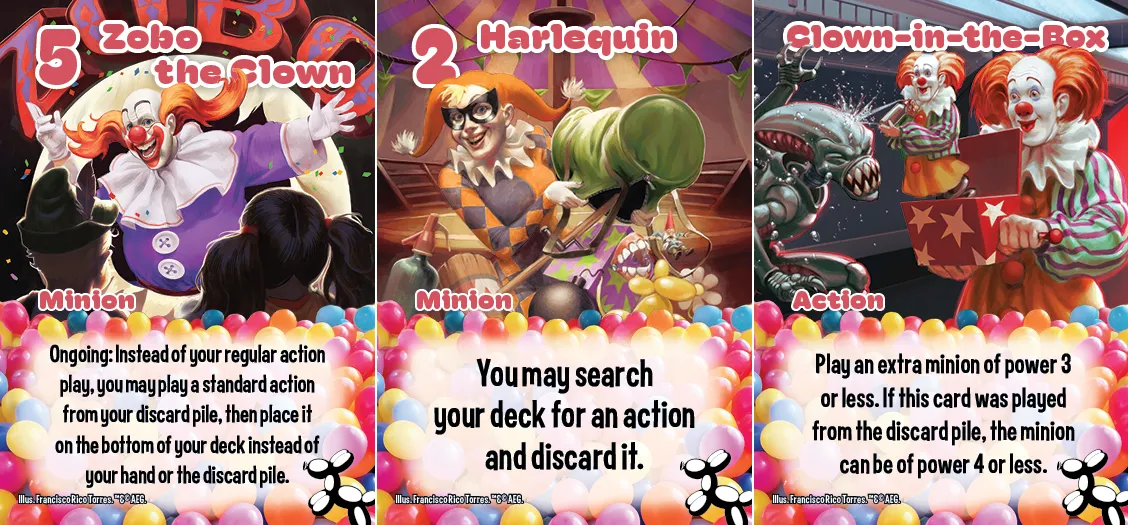 5
Zobo
the Clown
Minion
Ongoing: Instead of your regular action
play, you may play a standard action
from your discard pile, then place it
on the bottom of your deck instead of
your hand or the discard pile.
Illus. Francisco Rico Torres. ™&© AEG.
2
Harlequin
Minion
You may search
your deck for an action
and discard it.
Illus. Francisco Rico Torres. ™&© AEG.
Clown-in-the-Box
Action
Play an extra minion of power 3
or less. If this card was played
from the discard pile, the minion
can be of power 4 or less.
Illus. Francisco Rico Torres. ™&© AEG.